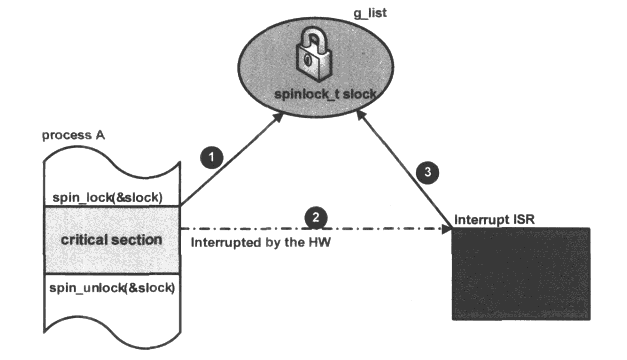 g_list
spinlock_t slock
process A
1
3
spin_lock(&slock)
2
Interrupt ISR
critical section
Interrupted by the HW
spin_unlock(&slock)